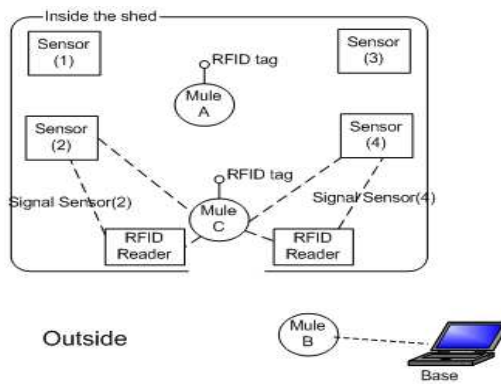 Inside the shed
Sensor
(1)
RFID tag
Sensor
(3)
Mule
A
Sensor
(2)
Sensor
(4)
RFID tag
Signal Sensor(2)
Mule
C
Signal Sensor(4)
RFID
Reader
RFID
Reader
Outside
Mule
B
Base